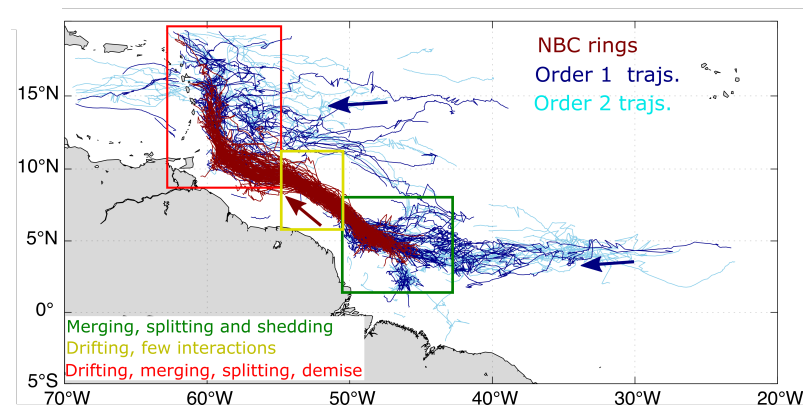 NBC rings
Order 1 trajs.
Order 2 trajs.
15°N
10°N
5°N
0°
5°S
Merging, splitting and shedding
Drifting, few interactions
Drifting, merging, splitting, demise
70°W 60°W 50°W 40°W 30°W 20°W